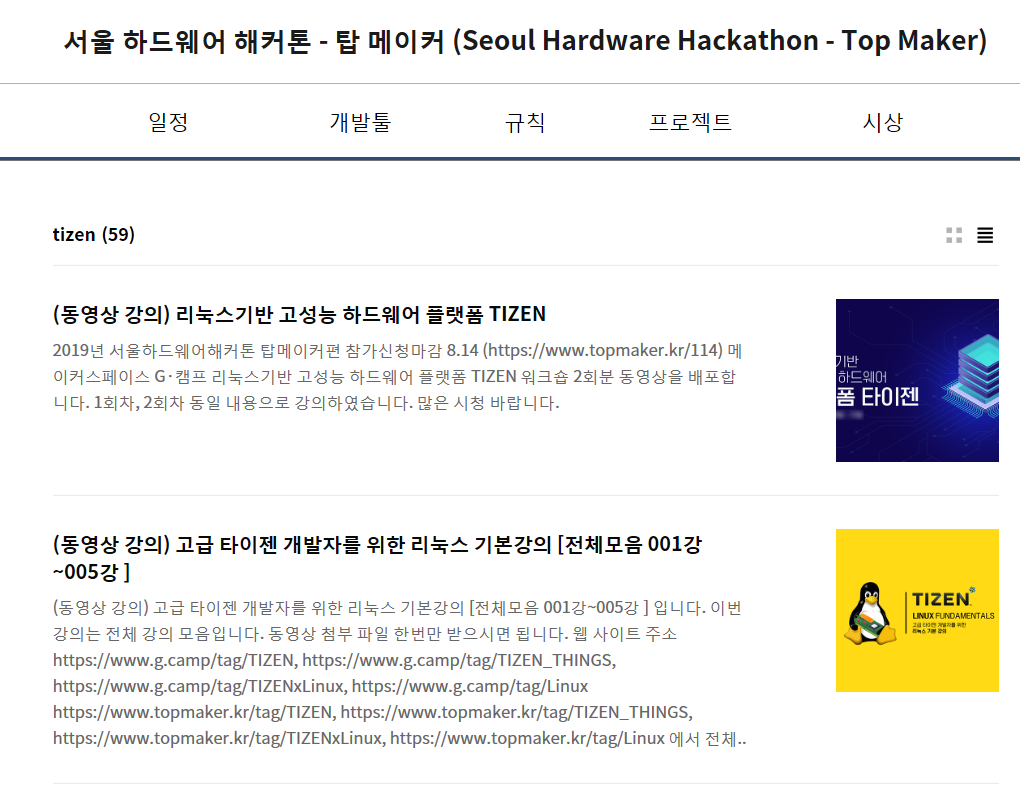 서울 하드웨어 해커톤 - 탑 메이커 (Seoul Hardware Hackathon - Top Maker)
일정 개발툴 규칙 프로젝트 시상
tizen (59)
(동영상 강의) 리눅스기반 고성능 하드웨어 플랫폼 TIZEN
2019년 서울하드웨어해커톤 탑메이커편 참가신청마감 8.14 (https://www.topmaker.kr/114) 메
이커스페이스 G·캠프 리눅스기반 고성능 하드웨어 플랫폼 TIZEN 워크숍 2회분 동영상을 배포합
니다. 1회차, 2회차 동일 내용으로 강의하였습니다. 많은 시청 바랍니다.
기반
하드웨어
폼 타이젠
(동영상 강의) 고급 타이젠 개발자를 위한 리눅스 기본강의 [전체모음 001강
~005강 ]
(동영상 강의) 고급 타이젠 개발자를 위한 리눅스 기본강의 [전체모음 001강~005강 ] 입니다. 이번
강의는 전체 강의 모음입니다. 동영상 첨부 파일 한번만 받으시면 됩니다. 웹 사이트 주소
https://www.g.camp/tag/TIZEN, https://www.g.camp/tag/TIZEN_THINGS,
https://www.g.camp/tag/TIZENxLinux, https://www.g.camp/tag/Linux
https://www.topmaker.kr/tag/TIZEN, https://www.topmaker.kr/tag/TIZEN_THINGS,
https://www.topmaker.kr/tag/TIZENxLinux, https://www.topmaker.kr/tag/Linux 에서 전체..
TIZEN
LINUX FUNDAMENTALS
고급 타이젠 개발자를 위한
리눅스 기본 강의